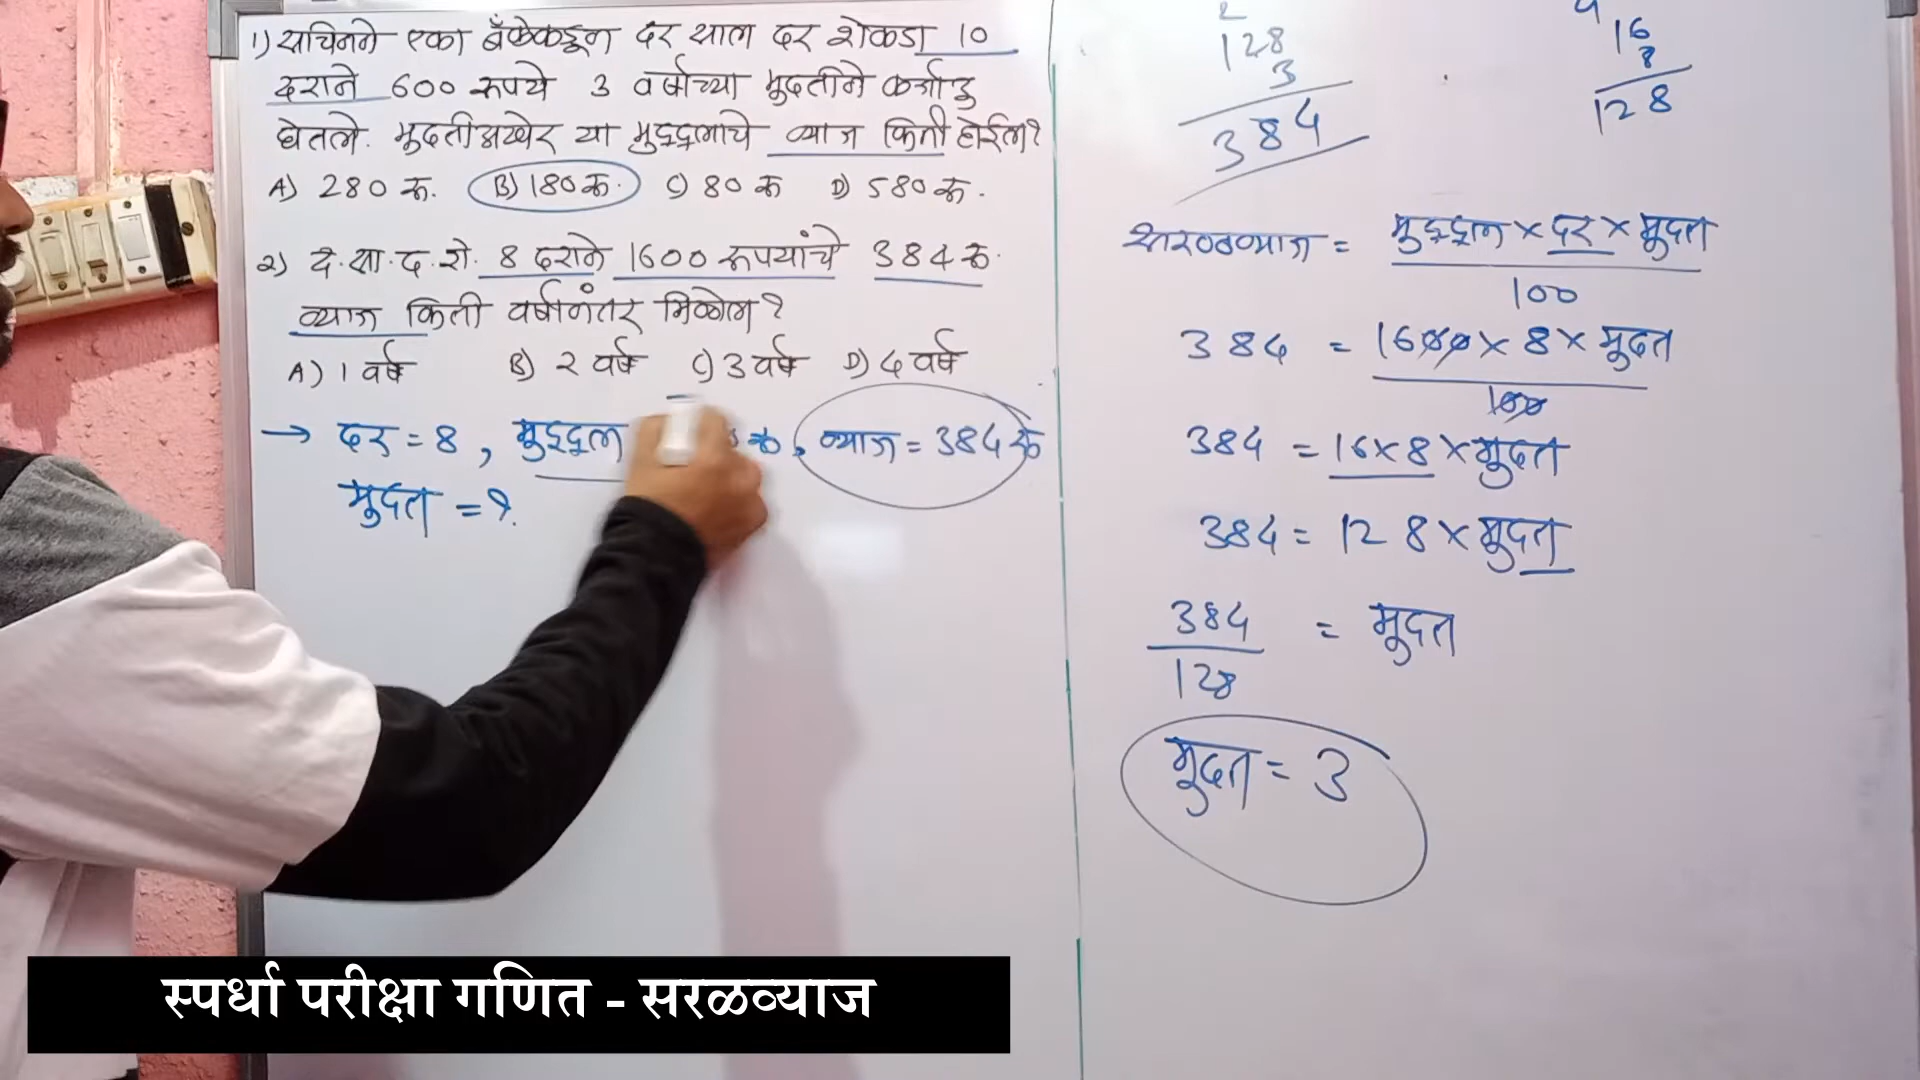 १) सचिनने एका बँकेकडून दर साल दर शेकडा 10
दराने 600 रूपये 3 वर्षाच्या मुदतीने कर्जाऊ
घेतले. मुदतीअखेर या मुद्दलाचे व्याज किती होईल?
A) 280 रू. B) 180 रू. C) 80 रू D) 580 रू.
२) द.सा.द.शे. 8 दराने 1600 रूपयांचे 384 रू.
व्याज किती वर्षानंतर मिळेल?
A) 1 वर्ष B) 2 वर्ष C) 3 वर्ष D) 4 वर्ष
→ दर = 8, मुद्दल रू, व्याज = 384 रू
मुदत = ?
2
128
3
384
4
16
8
128
सरळव्याज = मुद्दल × दर × मुदत
100
384 = 1600 × 8 × मुदत
100
384 = 16 × 8 × मुदत
384 = 128 × मुदत
384 = मुदत
128
मुदत = 3
स्पर्धा परीक्षा गणित - सरळव्याज